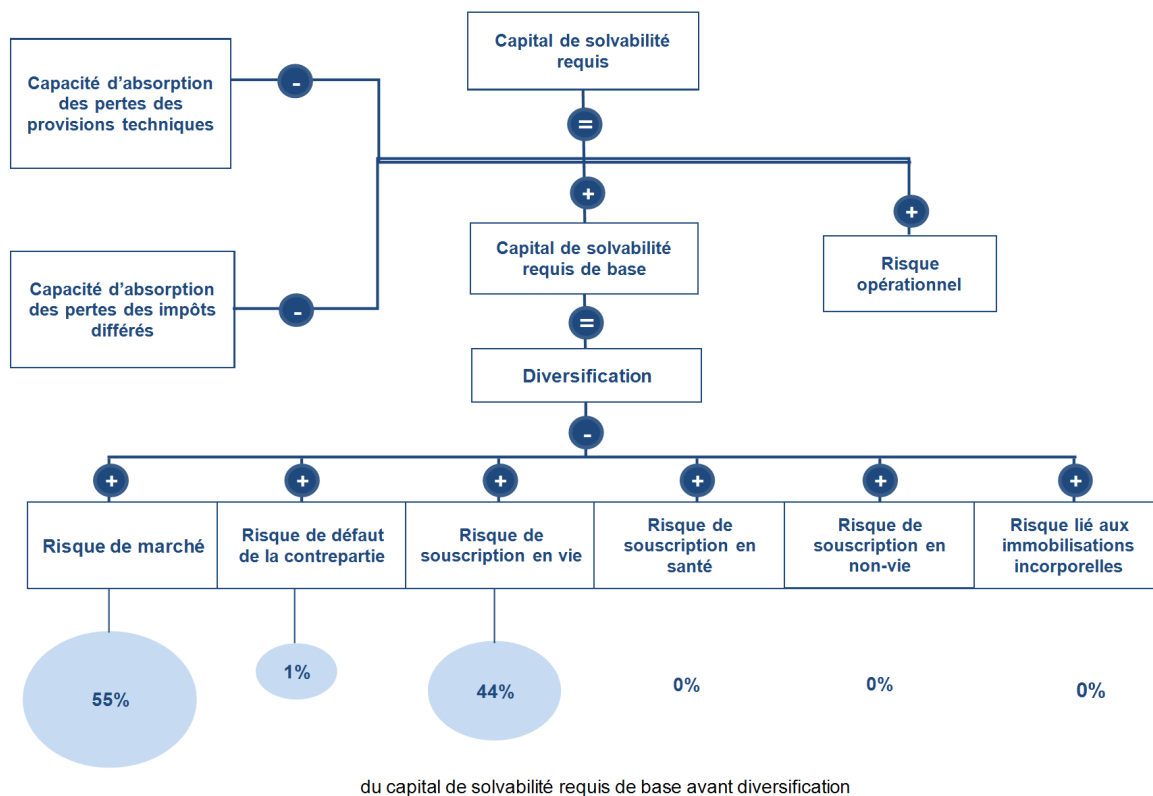 Capital de solvabilité
requis
Capacité d'absorption
des pertes des
provisions techniques
-
=
+
+
Capital de solvabilité
requis de base
Risque
opérationnel
Capacité d'absorption
des pertes des impôts
différés
-
=
Diversification
-
+
+
+
+
+
+
Risque de marché
Risque de défaut
de la contrepartie
Risque de
souscription en vie
Risque de
souscription en
santé
Risque de
souscription en
non-vie
Risque lié aux
immobilisations
incorporelles
55%
1%
44%
0%
0%
0%
du capital de solvabilité requis de base avant diversification